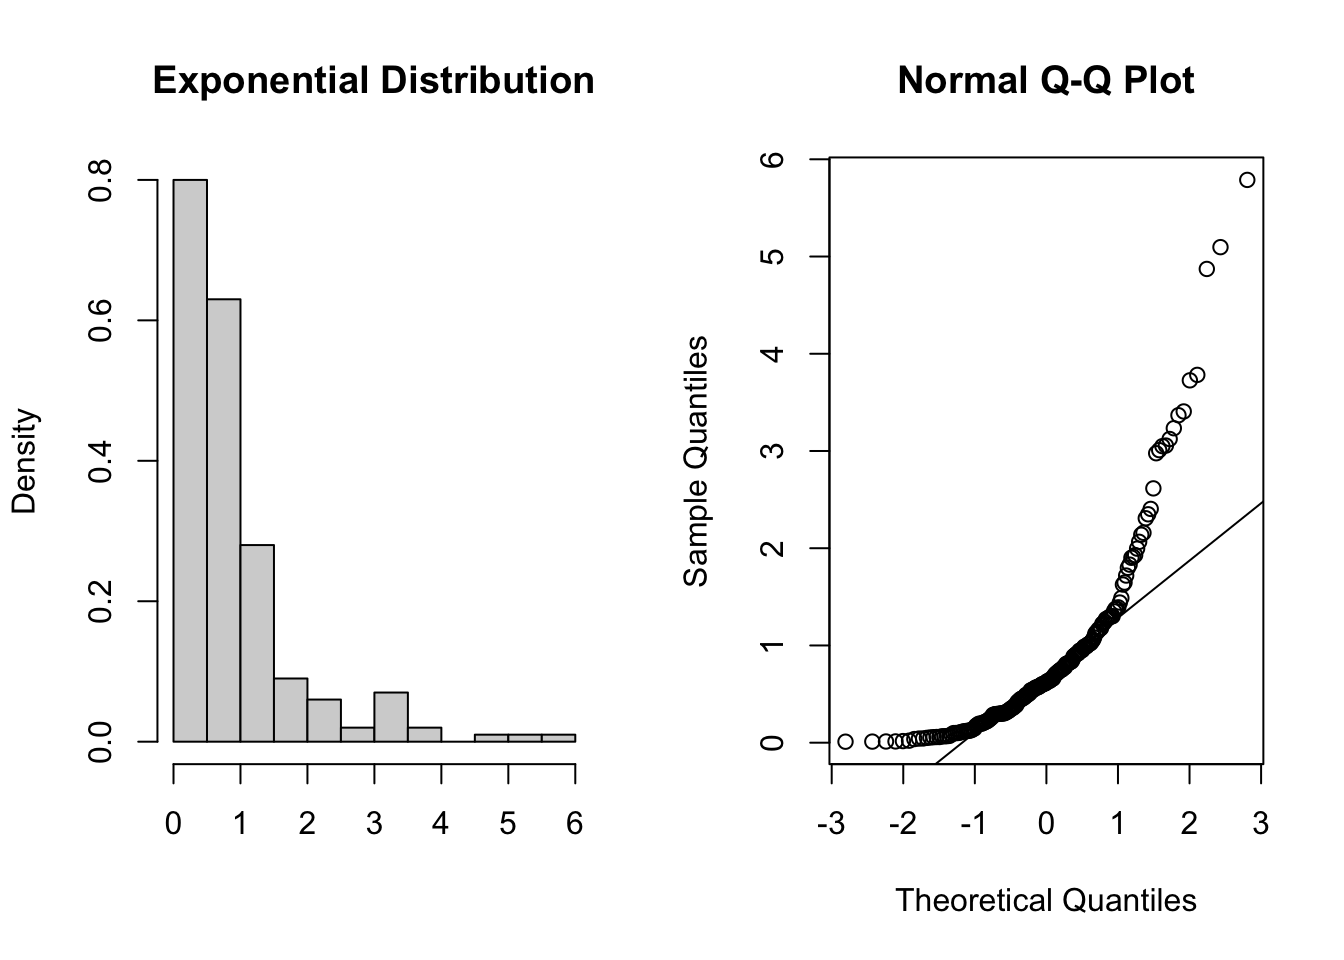 Exponential Distribution
Density
0.0 0.2 0.4 0.6 0.8
0 1 2 3 4 5 6
Normal Q-Q Plot
Sample Quantiles
0 1 2 3 4 5 6
-3 -2 -1 0 1 2 3
Theoretical Quantiles